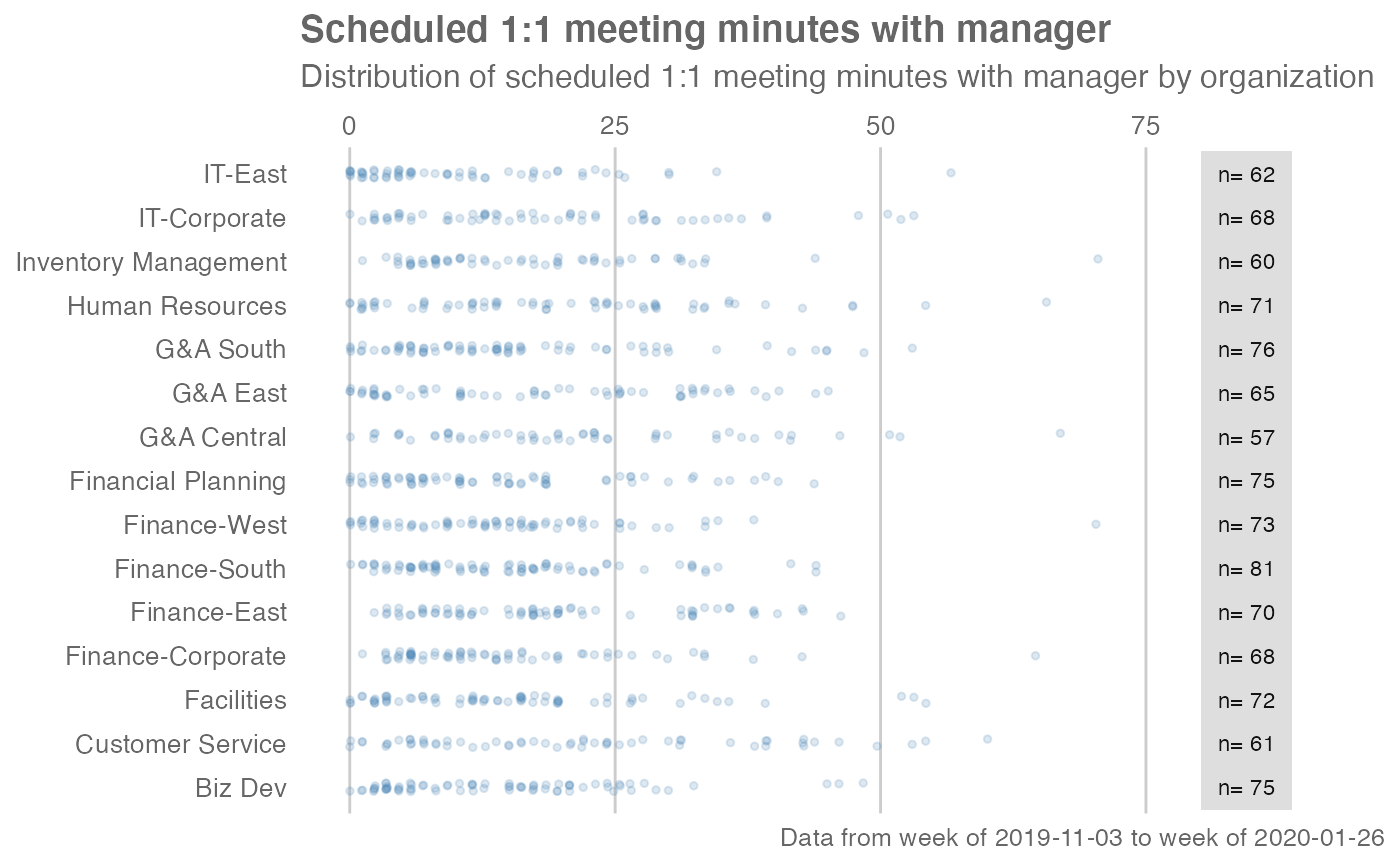 Scheduled 1:1 meeting minutes with manager
Distribution of scheduled 1:1 meeting minutes with manager by organization
0 25 50 75
IT-East n= 62
IT-Corporate n= 68
Inventory Management n= 60
Human Resources n= 71
G&A South n= 76
G&A East n= 65
G&A Central n= 57
Financial Planning n= 75
Finance-West n= 73
Finance-South n= 81
Finance-East n= 70
Finance-Corporate n= 68
Facilities n= 72
Customer Service n= 61
Biz Dev n= 75
Data from week of 2019-11-03 to week of 2020-01-26